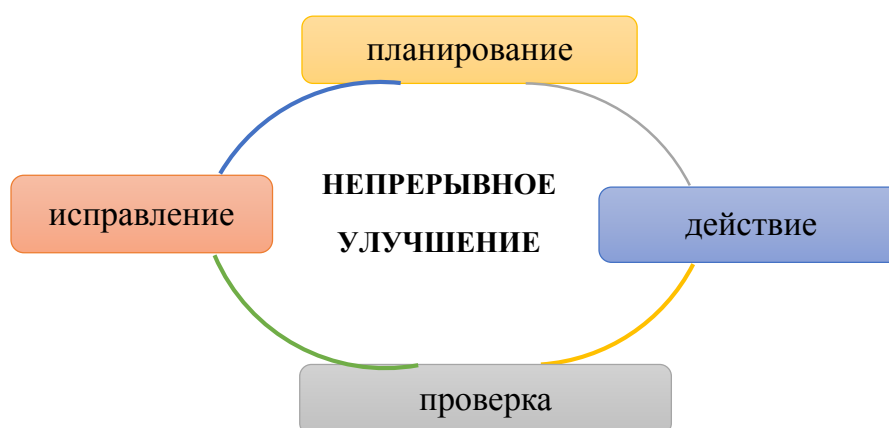 планирование
НЕПРЕРЫВНОЕ
УЛУЧШЕНИЕ
исправление
действие
проверка